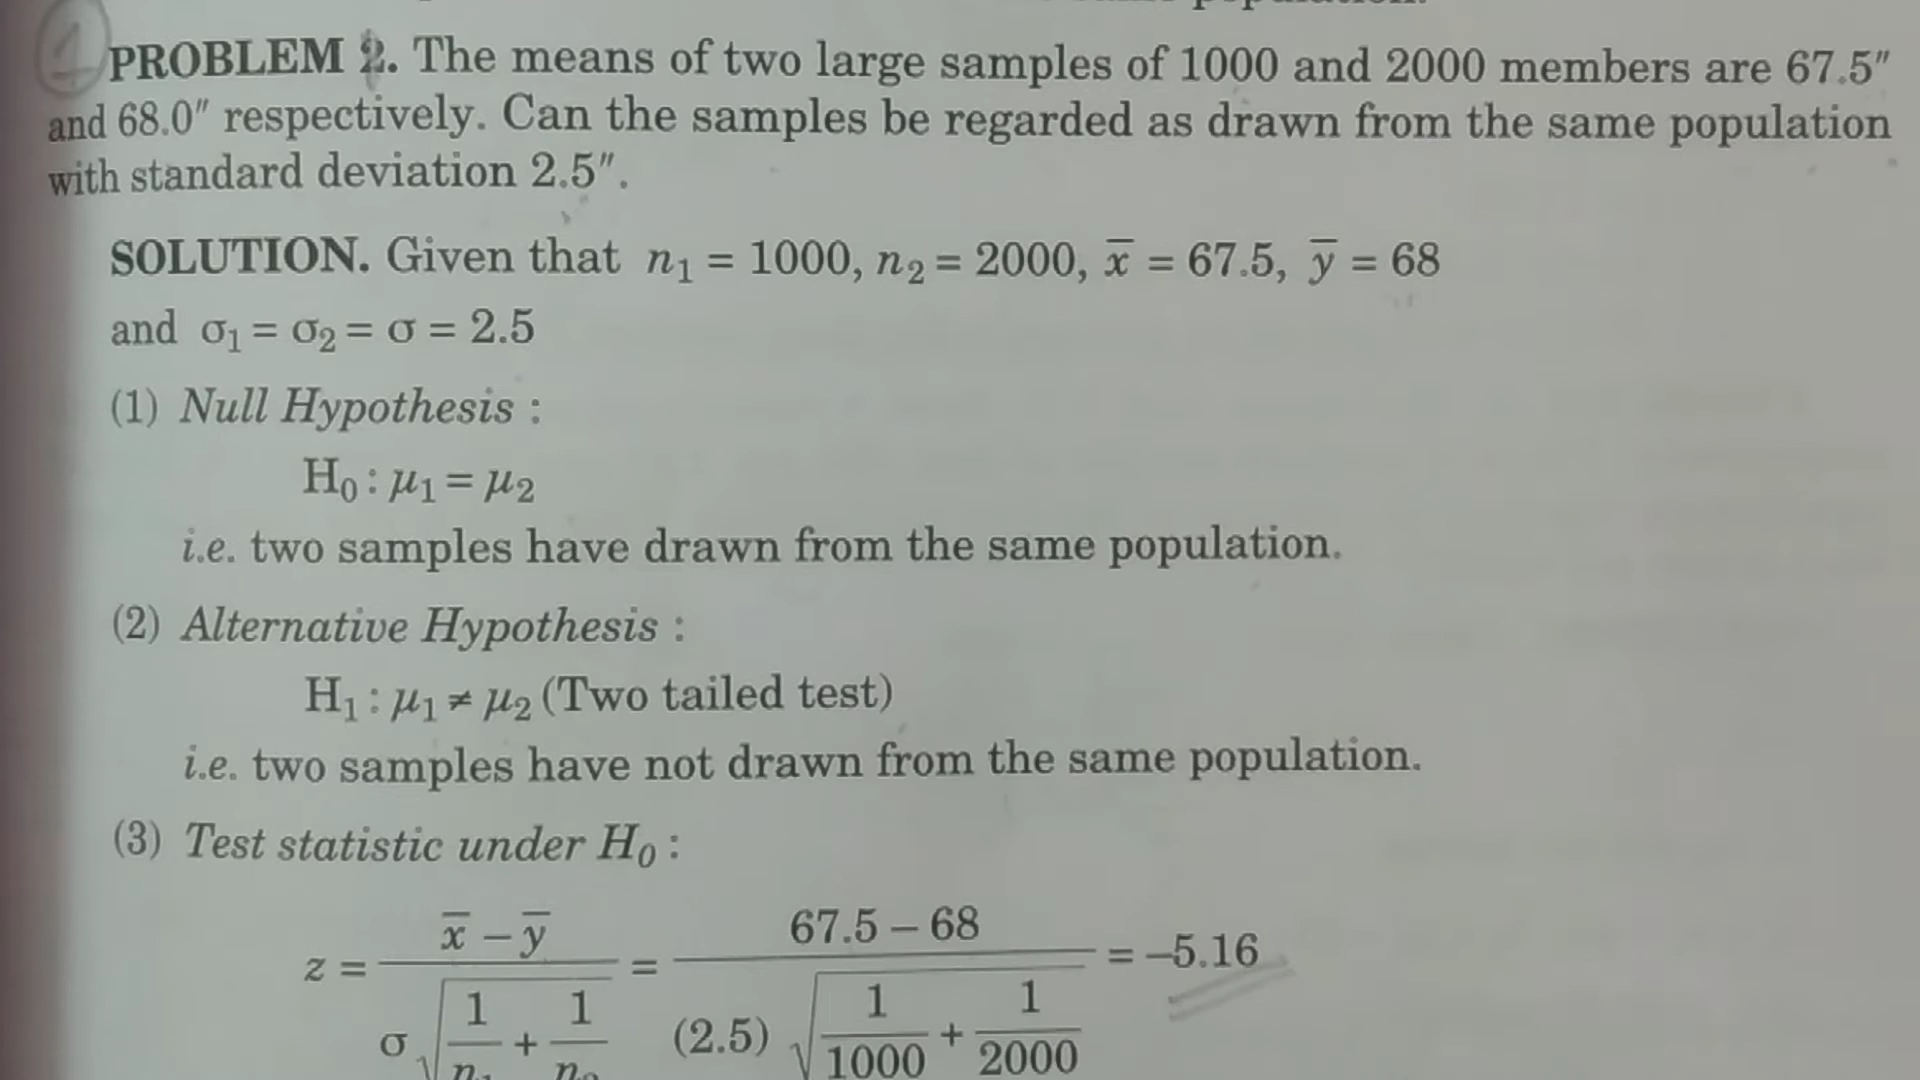 1
PROBLEM 2. The means of two large samples of 1000 and 2000 members are 67.5″
and 68.0″ respectively. Can the samples be regarded as drawn from the same population
with standard deviation 2.5″.
SOLUTION. Given that n₁ = 1000, n₂ = 2000, x̅ = 67.5, y̅ = 68
and σ₁ = σ₂ = σ = 2.5
(1) Null Hypothesis :
H₀ : μ₁ = μ₂
i.e. two samples have drawn from the same population.
(2) Alternative Hypothesis :
H₁ : μ₁ ≠ μ₂ (Two tailed test)
i.e. two samples have not drawn from the same population.
(3) Test statistic under H₀ :
z = (x̅ – y̅) / (σ √(1/n₁ + 1/n₂)) = (67.5 – 68) / ((2.5) √(1/1000 + 1/2000)) = –5.16